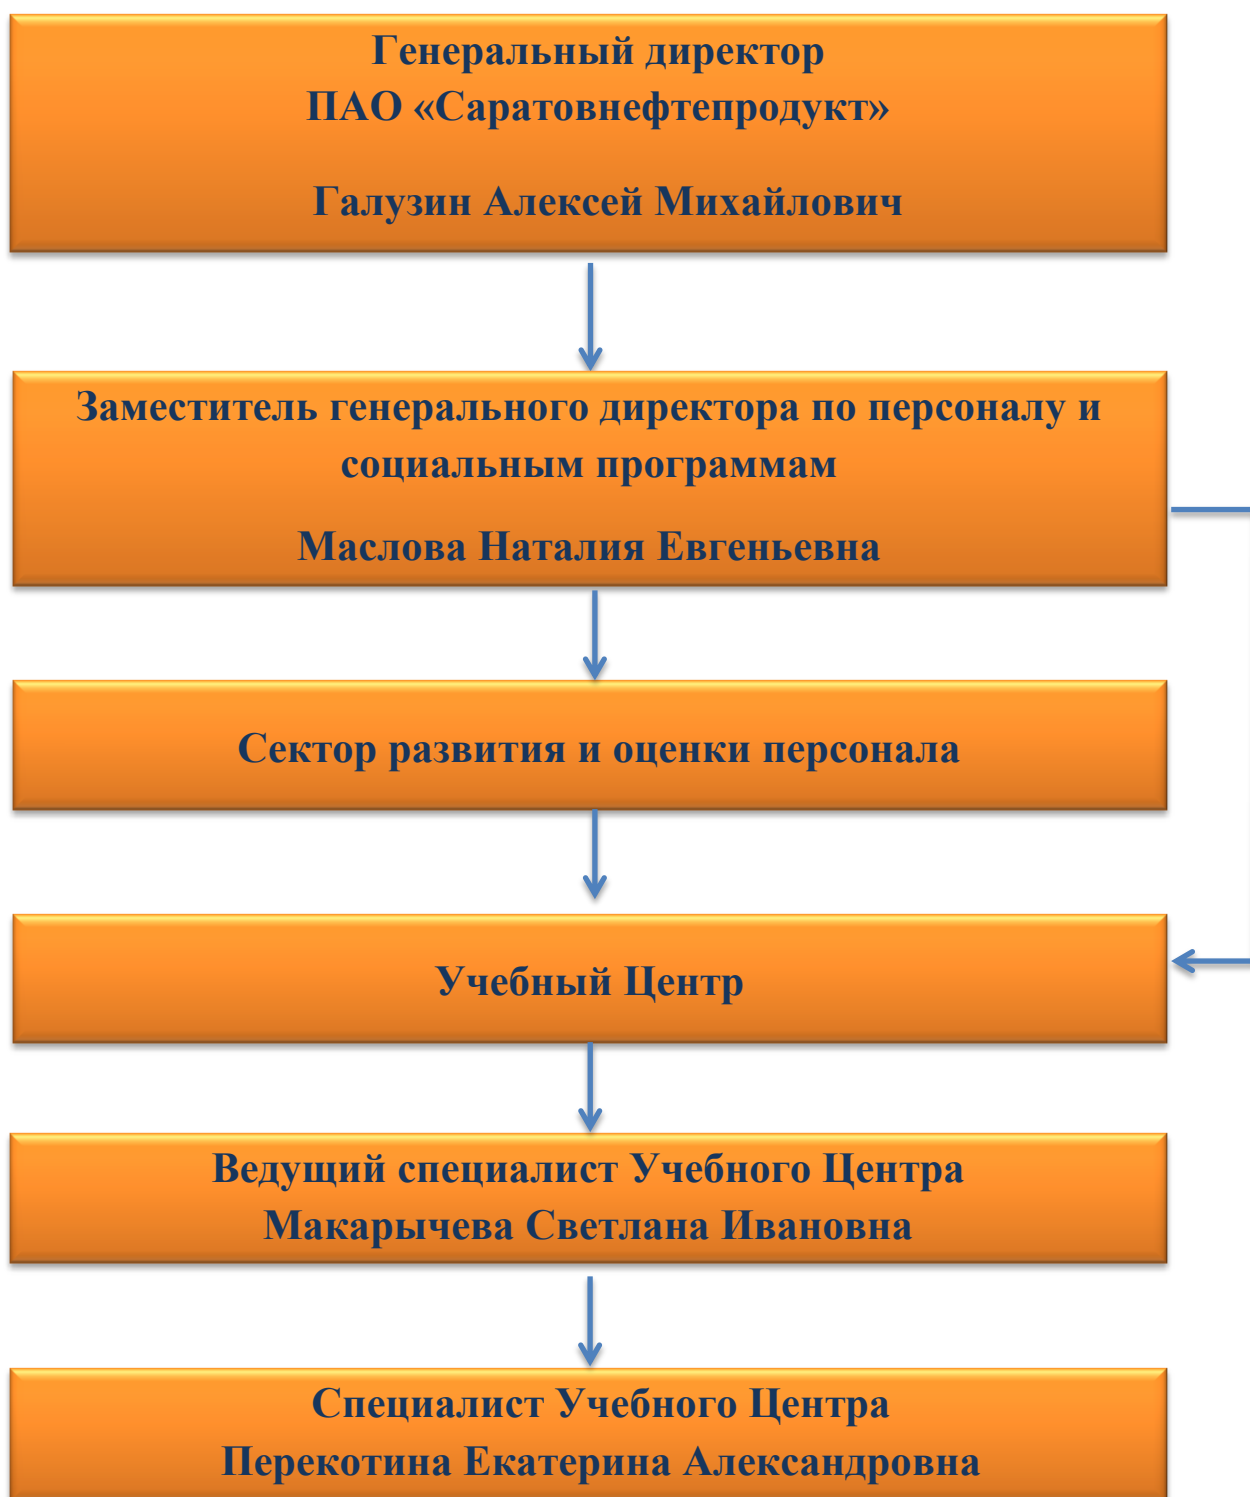 Генеральный директор
ПАО «Саратовнефтепродукт»
Галузин Алексей Михайлович
Заместитель генерального директора по персоналу и
социальным программам
Маслова Наталия Евгеньевна
Сектор развития и оценки персонала
Учебный Центр
Ведущий специалист Учебного Центра
Макарычева Светлана Ивановна
Специалист Учебного Центра
Перекотина Екатерина Александровна